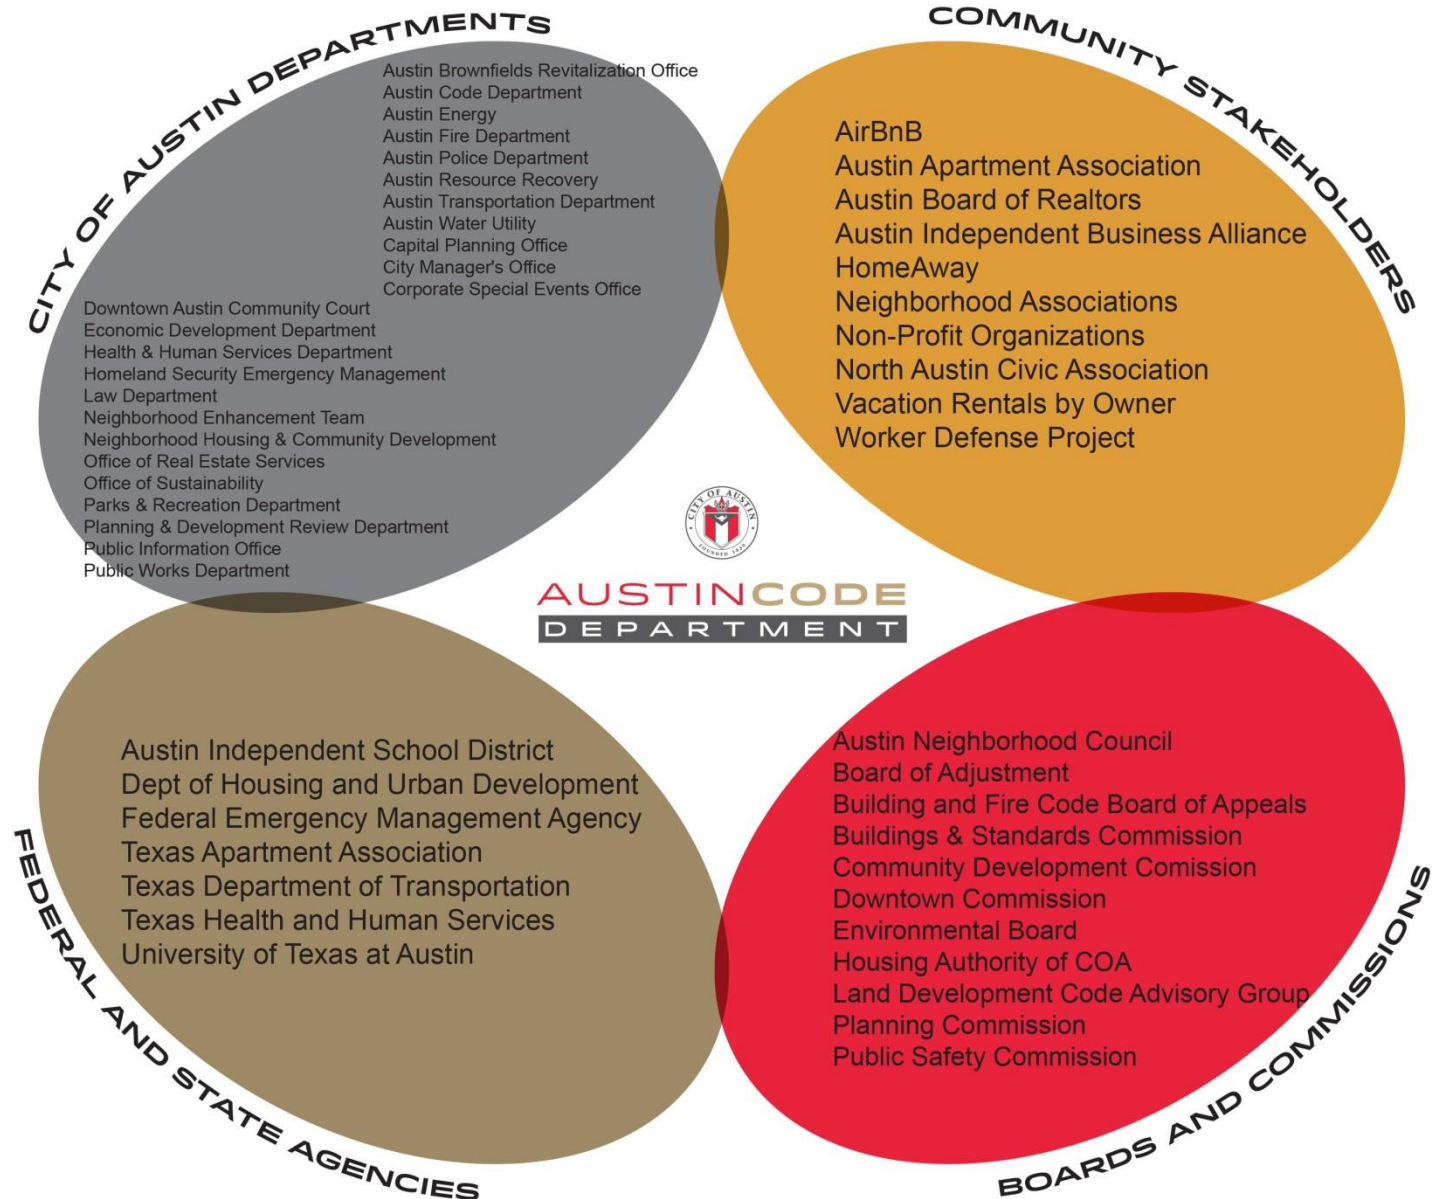 CITY OF AUSTIN DEPARTMENTS
Austin Brownfields Revitalization Office
Austin Code Department
Austin Energy
Austin Fire Department
Austin Police Department
Austin Resource Recovery
Austin Transportation Department
Austin Water Utility
Capital Planning Office
City Manager's Office
Corporate Special Events Office
Downtown Austin Community Court
Economic Development Department
Health & Human Services Department
Homeland Security Emergency Management
Law Department
Neighborhood Enhancement Team
Neighborhood Housing & Community Development
Office of Real Estate Services
Office of Sustainability
Parks & Recreation Department
Planning & Development Review Department
Public Information Office
Public Works Department
COMMUNITY STAKEHOLDERS
AirBnB
Austin Apartment Association
Austin Board of Realtors
Austin Independent Business Alliance
HomeAway
Neighborhood Associations
Non-Profit Organizations
North Austin Civic Association
Vacation Rentals by Owner
Worker Defense Project
CITY OF AUSTIN
FOUNDED 1839
AUSTINCODE
DEPARTMENT
FEDERAL AND STATE AGENCIES
Austin Independent School District
Dept of Housing and Urban Development
Federal Emergency Management Agency
Texas Apartment Association
Texas Department of Transportation
Texas Health and Human Services
University of Texas at Austin
BOARDS AND COMMISSIONS
Austin Neighborhood Council
Board of Adjustment
Building and Fire Code Board of Appeals
Buildings & Standards Commission
Community Development Comission
Downtown Commission
Environmental Board
Housing Authority of COA
Land Development Code Advisory Group
Planning Commission
Public Safety Commission